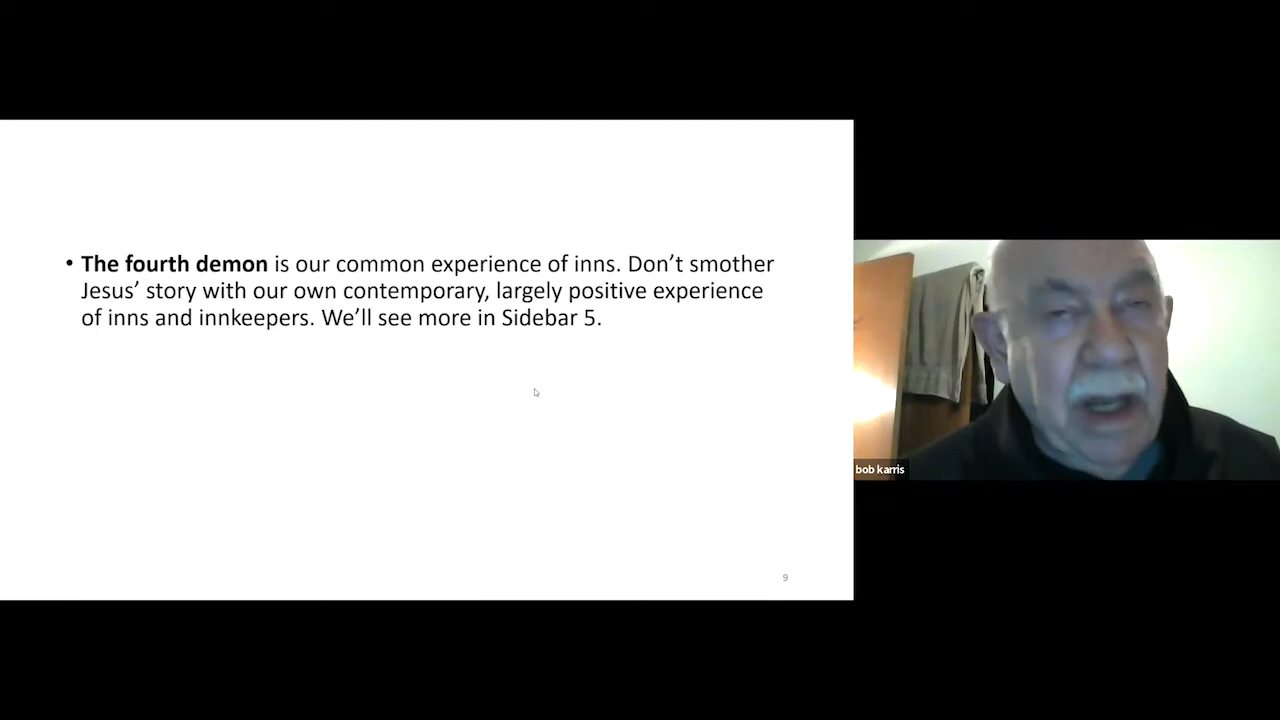 • The fourth demon is our common experience of inns. Don’t smother
Jesus’ story with our own contemporary, largely positive experience
of inns and innkeepers. We’ll see more in Sidebar 5.
bob karris
9